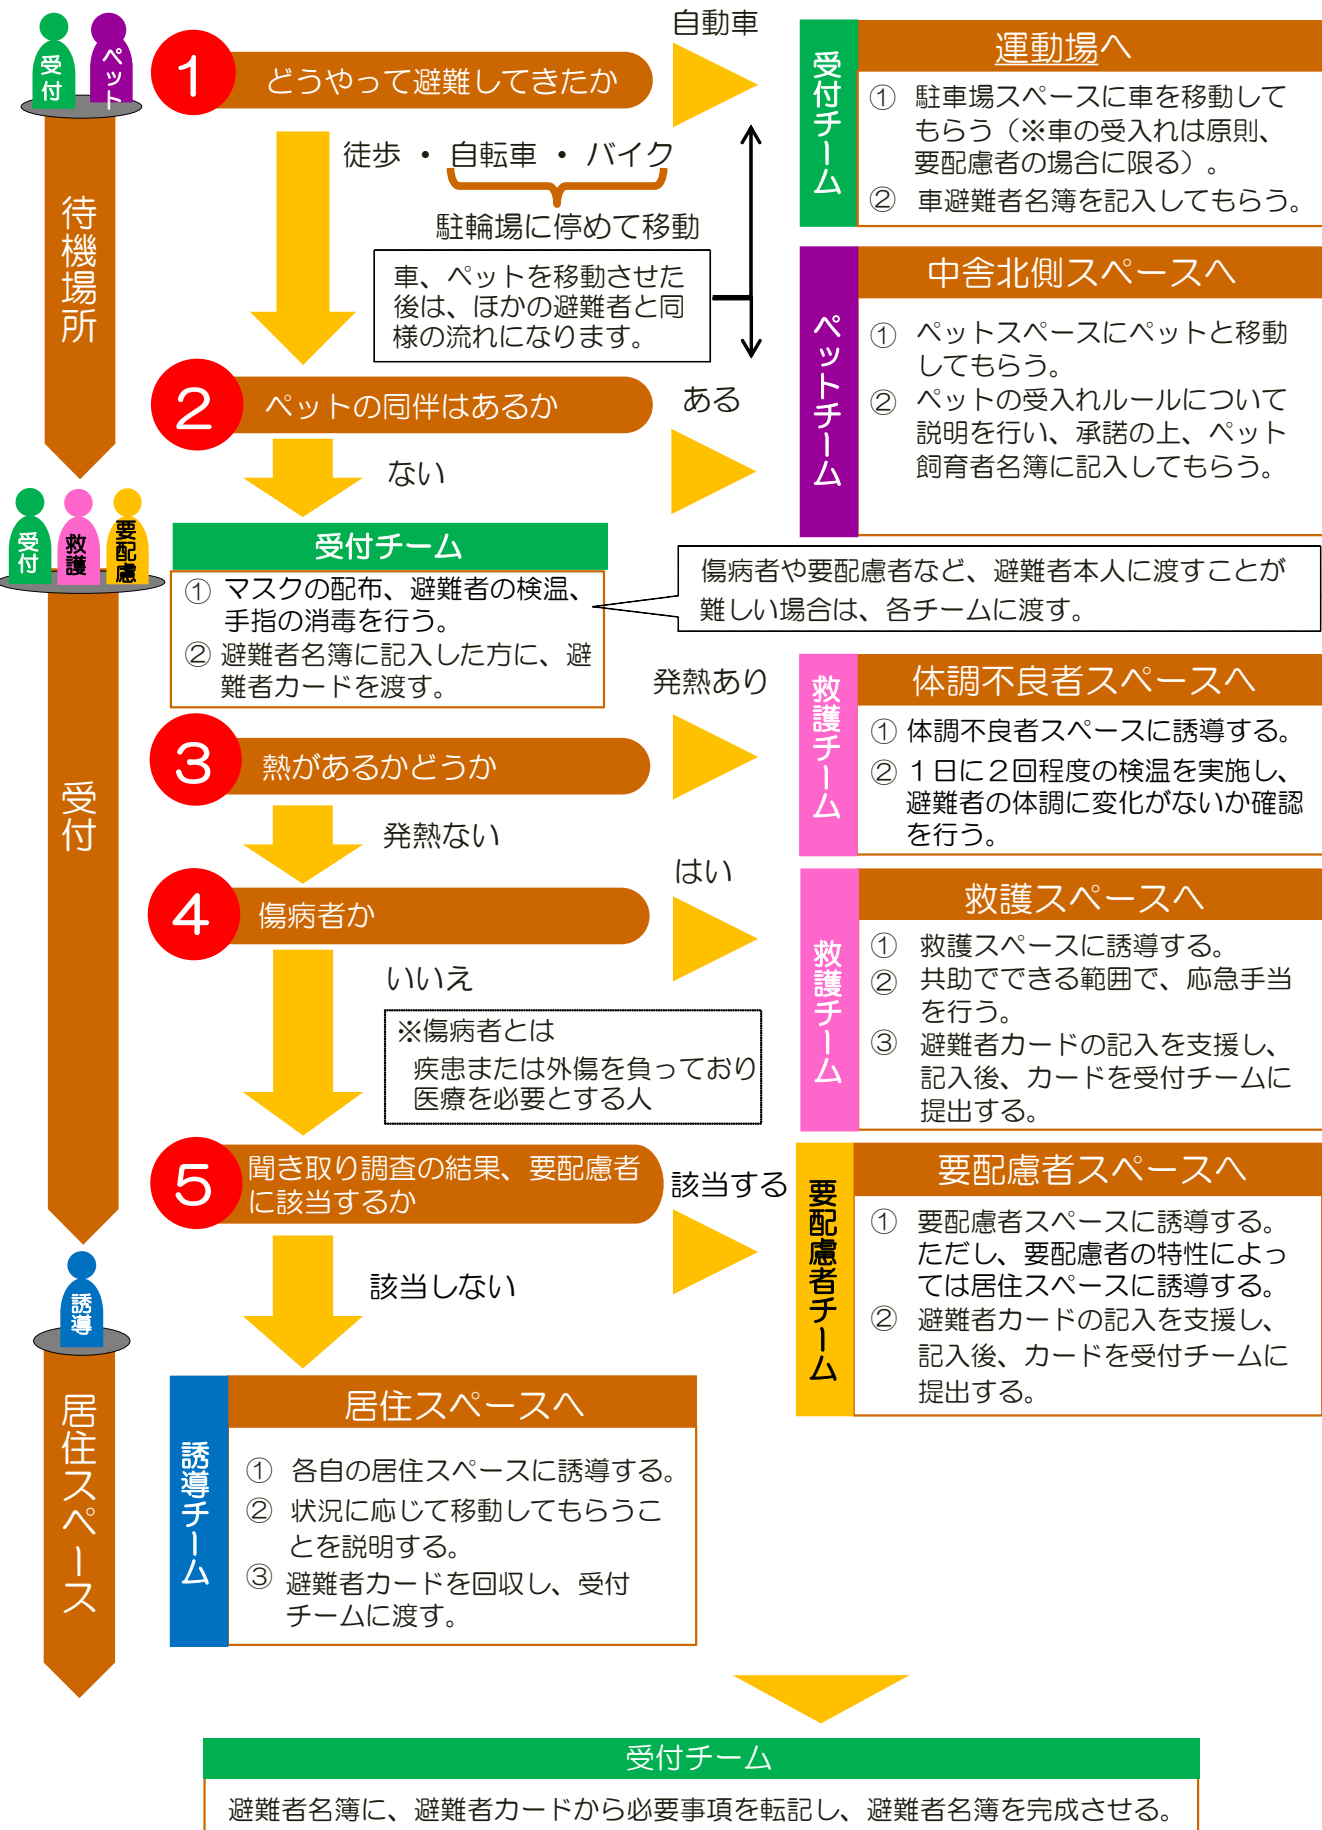 受付
ペット
1
どうやって避難してきたか
自動車
徒歩 ・ 自転車 ・ バイク
駐輪場に停めて移動
車、ペットを移動させた
後は、ほかの避難者と同
様の流れになります。
受付チーム
運動場へ
① 駐車場スペースに車を移動して
もらう（※車の受入れは原則、
要配慮者の場合に限る）。
② 車避難者名簿を記入してもらう。
待機場所
2
ペットの同伴はあるか
ある
ない
ペットチーム
中舎北側スペースへ
① ペットスペースにペットと移動
してもらう。
② ペットの受入れルールについて
説明を行い、承諾の上、ペット
飼育者名簿に記入してもらう。
受付
救護
要配慮
受付チーム
① マスクの配布、避難者の検温、
手指の消毒を行う。
② 避難者名簿に記入した方に、避
難者カードを渡す。
傷病者や要配慮者など、避難者本人に渡すことが
難しい場合は、各チームに渡す。
受付
3
熱があるかどうか
発熱あり
発熱ない
救護チーム
体調不良者スペースへ
① 体調不良者スペースに誘導する。
② １日に２回程度の検温を実施し、
避難者の体調に変化がないか確認
を行う。
4
傷病者か
はい
いいえ
※傷病者とは
疾患または外傷を負っており
医療を必要とする人
救護チーム
救護スペースへ
① 救護スペースに誘導する。
② 共助でできる範囲で、応急手当
を行う。
③ 避難者カードの記入を支援し、
記入後、カードを受付チームに
提出する。
5
聞き取り調査の結果、要配慮者
に該当するか
該当する
該当しない
要配慮者チーム
要配慮者スペースへ
① 要配慮者スペースに誘導する。
ただし、要配慮者の特性によっ
ては居住スペースに誘導する。
② 避難者カードの記入を支援し、
記入後、カードを受付チームに
提出する。
誘導
居住スペース
誘導チーム
居住スペースへ
① 各自の居住スペースに誘導する。
② 状況に応じて移動してもらうこ
とを説明する。
③ 避難者カードを回収し、受付
チームに渡す。
受付チーム
避難者名簿に、避難者カードから必要事項を転記し、避難者名簿を完成させる。